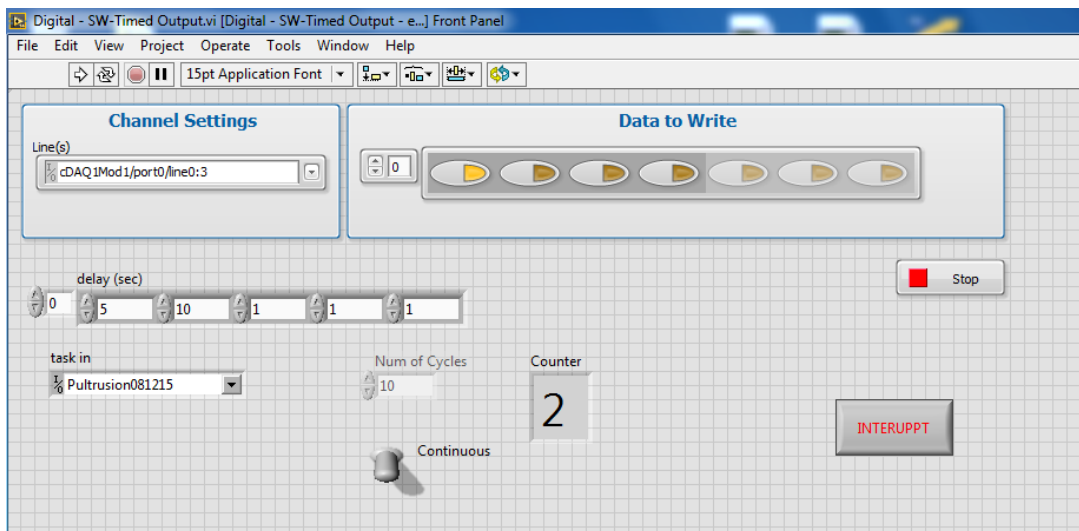 Digital - SW-Timed Output.vi [Digital - SW-Timed Output - e...] Front Panel
File Edit View Project Operate Tools Window Help
15pt Application Font
Channel Settings
Line(s)
cDAQ1Mod1/port0/line0:3
Data to Write
0
Stop
delay (sec)
0 5 10 1 1 1
task in
Pultrusion081215
Num of Cycles
10
Counter
2
Continuous
INTERUPPT